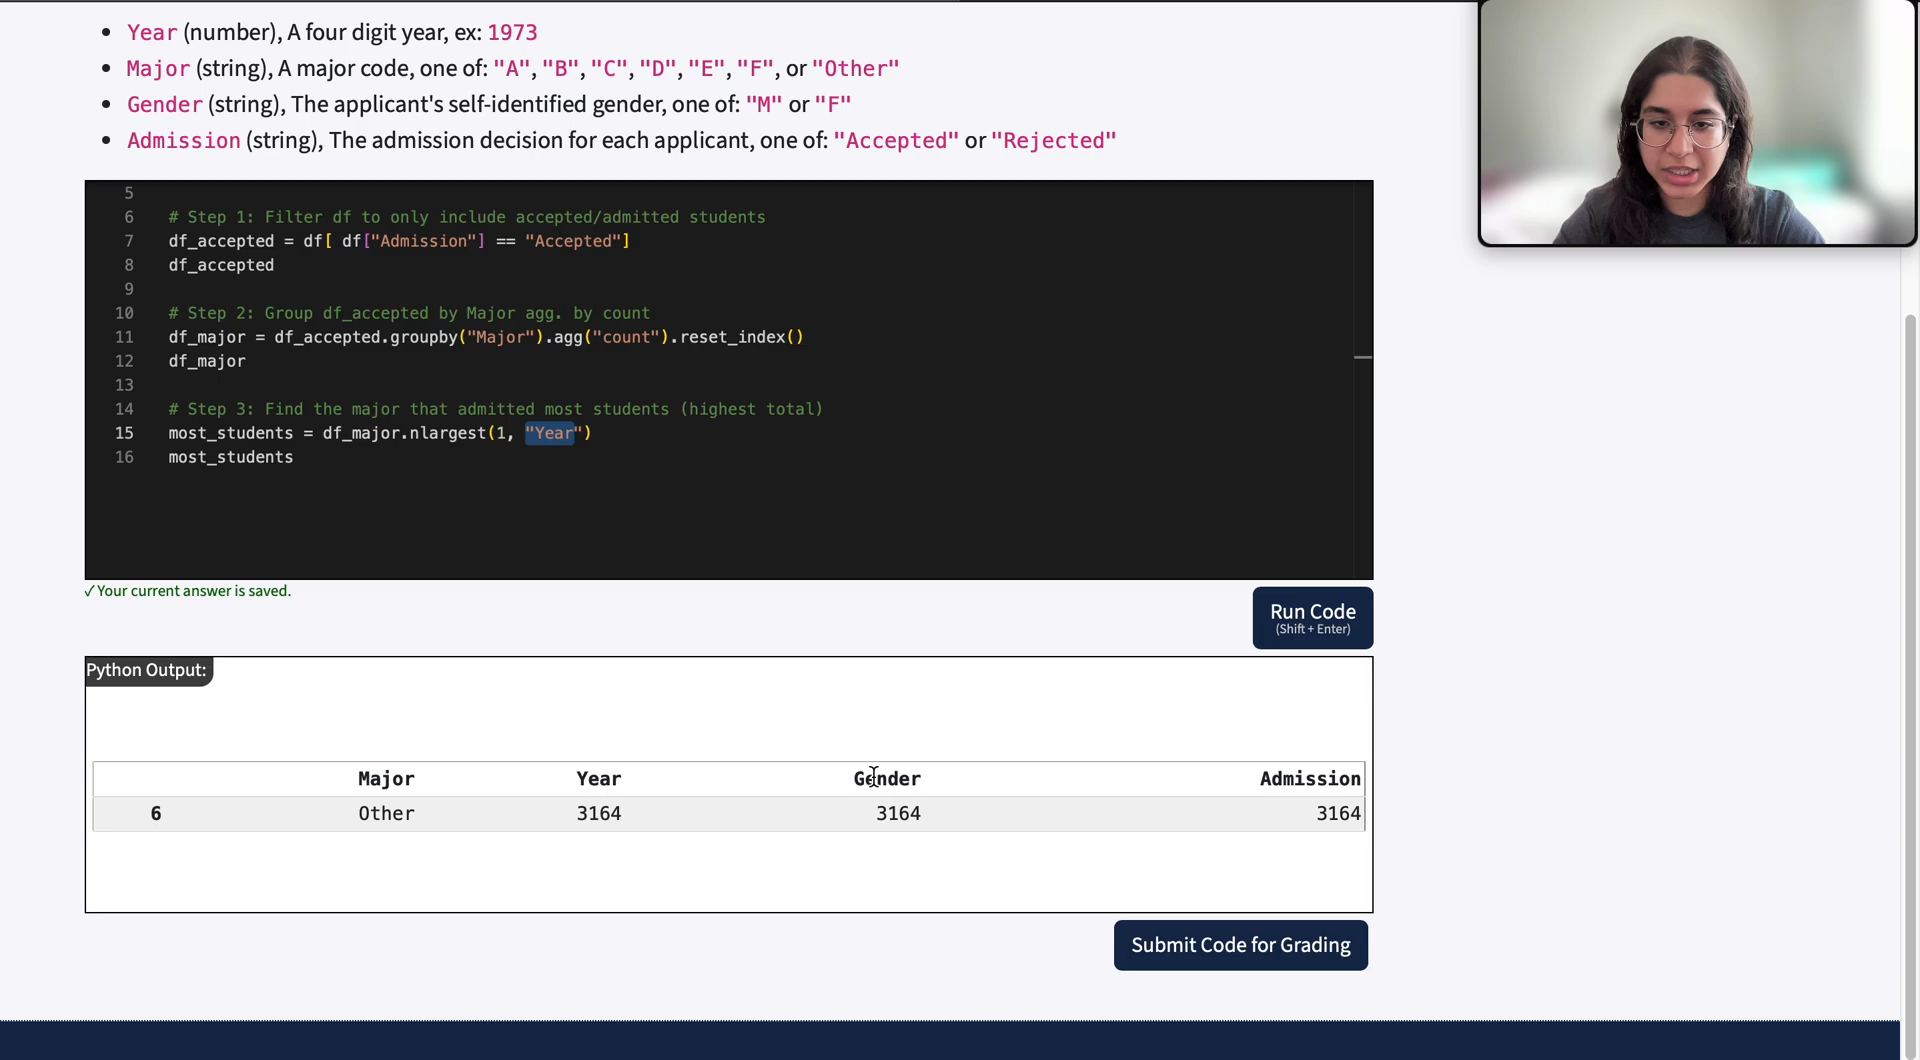 • Year (number), A four digit year, ex: 1973
• Major (string), A major code, one of: "A", "B", "C", "D", "E", "F", or "Other"
• Gender (string), The applicant's self-identified gender, one of: "M" or "F"
• Admission (string), The admission decision for each applicant, one of: "Accepted" or "Rejected"
5
6 # Step 1: Filter df to only include accepted/admitted students
7 df_accepted = df[ df["Admission"] == "Accepted"]
8 df_accepted
9
10 # Step 2: Group df_accepted by Major agg. by count
11 df_major = df_accepted.groupby("Major").agg("count").reset_index()
12 df_major
13
14 # Step 3: Find the major that admitted most students (highest total)
15 most_students = df_major.nlargest(1, "Year")
16 most_students
✓Your current answer is saved.
Run Code
(Shift + Enter)
Python Output:
Major Year Gender Admission
6 Other 3164 3164 3164
Submit Code for Grading